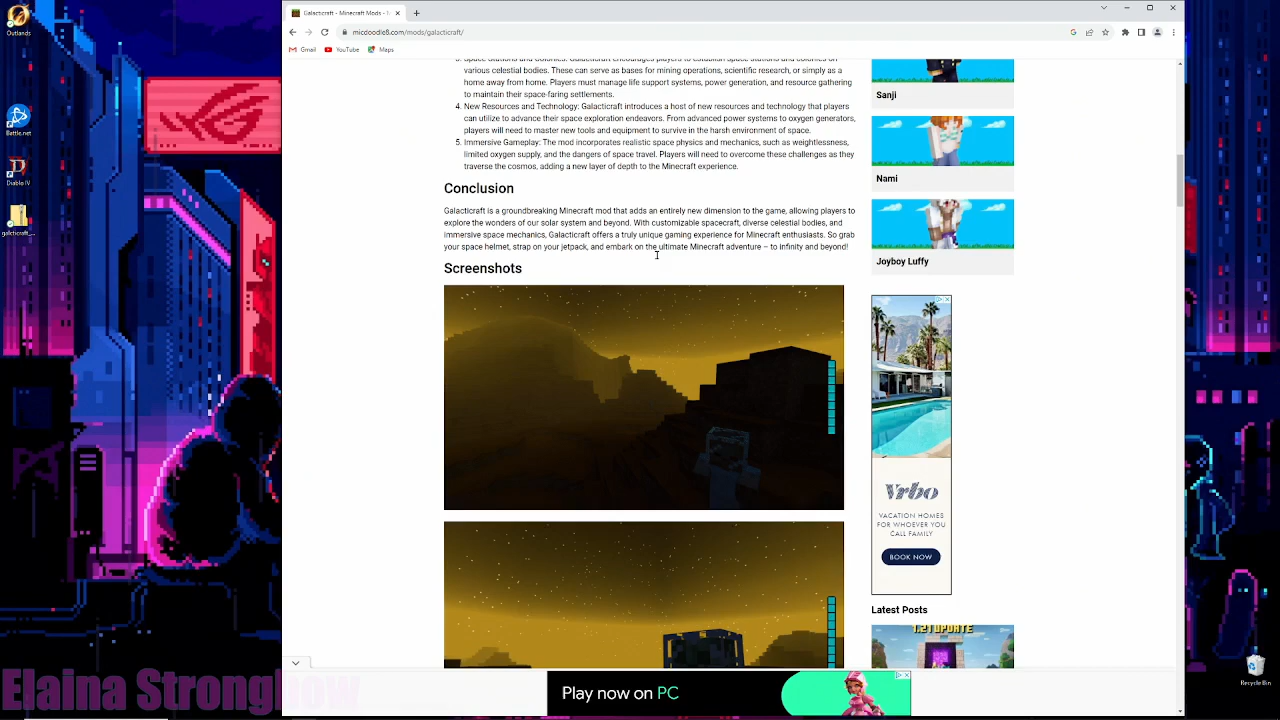 Galacticraft - Minecraft Mods - 1.
micdoodle8.com/mods/galacticraft/
Gmail
YouTube
Maps
Outlands
Battle.net
Diablo IV
galacticraft_...
various celestial bodies. These can serve as bases for mining operations, scientific research, or simply as a
home away from home. Players must manage life support systems, power generation, and resource gathering
to maintain their space-faring settlements.
4. New Resources and Technology: Galacticraft introduces a host of new resources and technology that players
can utilize to advance their space exploration endeavors. From advanced power systems to oxygen generators,
players will need to master new tools and equipment to survive in the harsh environment of space.
5. Immersive Gameplay: The mod incorporates realistic space physics and mechanics, such as weightlessness,
limited oxygen supply, and the dangers of space travel. Players will need to overcome these challenges as they
traverse the cosmos, adding a new layer of depth to the Minecraft experience.
Conclusion
Galacticraft is a groundbreaking Minecraft mod that adds an entirely new dimension to the game, allowing players to
explore the wonders of our solar system and beyond. With customizable spacecraft, diverse celestial bodies, and
immersive space mechanics, Galacticraft offers a truly unique gaming experience for Minecraft enthusiasts. So grab
your space helmet, strap on your jetpack, and embark on the ultimate Minecraft adventure – to infinity and beyond!
Screenshots
Sanji
Nami
Joyboy Luffy
Vrbo
VACATION HOMES
FOR WHOEVER YOU
CALL FAMILY
BOOK NOW
Latest Posts
1.21 UPDATE
Play now on PC
Elaina Strongbow
Recycle Bin